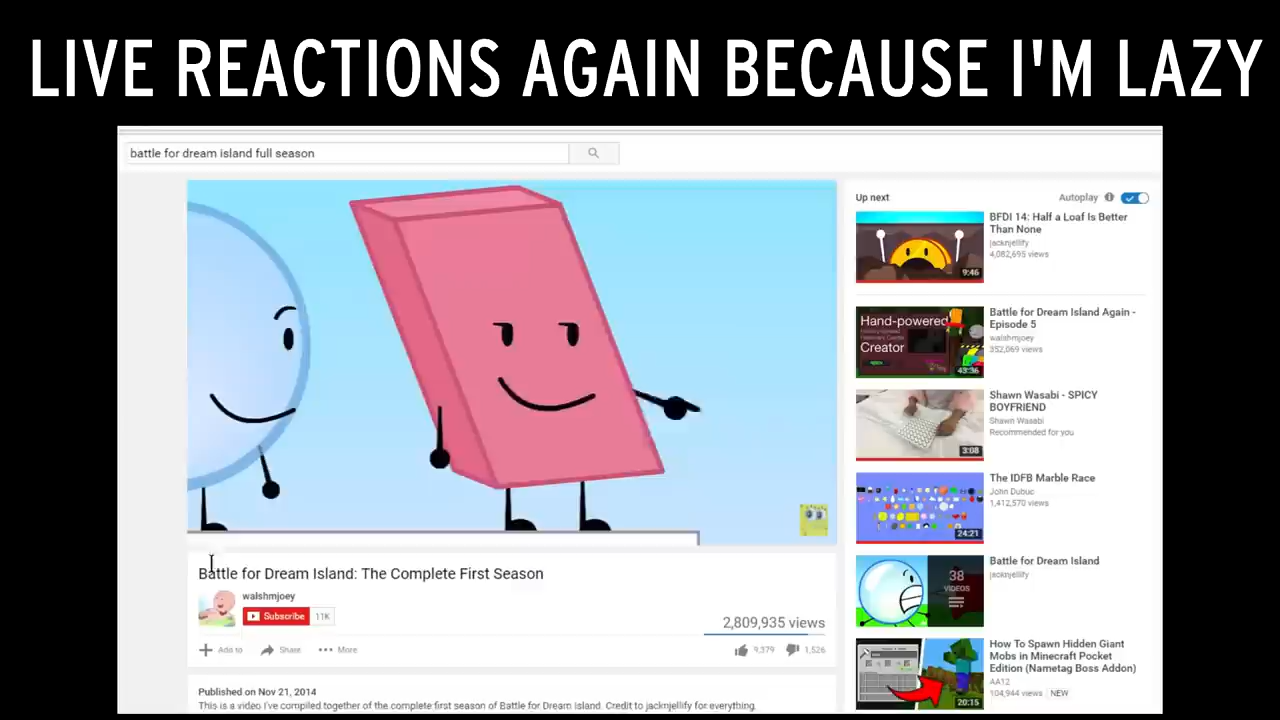 LIVE REACTIONS AGAIN BECAUSE I'M LAZY
battle for dream island full season
Up next
Autoplay
BFDI 14: Half a Loaf Is Better
Than None
jacknjellify
4,082,695 views
9:46
Battle for Dream Island Again -
Episode 5
walshmjoey
352,069 views
Hand-powered
Creator
43:36
Shawn Wasabi - SPICY
BOYFRIEND
Shawn Wasabi
Recommended for you
3:08
The IDFB Marble Race
John Dubuc
1,412,570 views
24:21
Battle for Dream Island
jacknjellify
38
VIDEOS
How To Spawn Hidden Giant
Mobs in Minecraft Pocket
Edition (Nametag Boss Addon)
AA12
104,944 views NEW
20:15
Battle for Dream Island: The Complete First Season
walshmjoey
Subscribe 11K
2,809,935 views
Add to Share More
9,379 1,526
Published on Nov 21, 2014
This is a video I've compiled together of the complete first season of Battle for Dream Island. Credit to jacknjellify for everything.